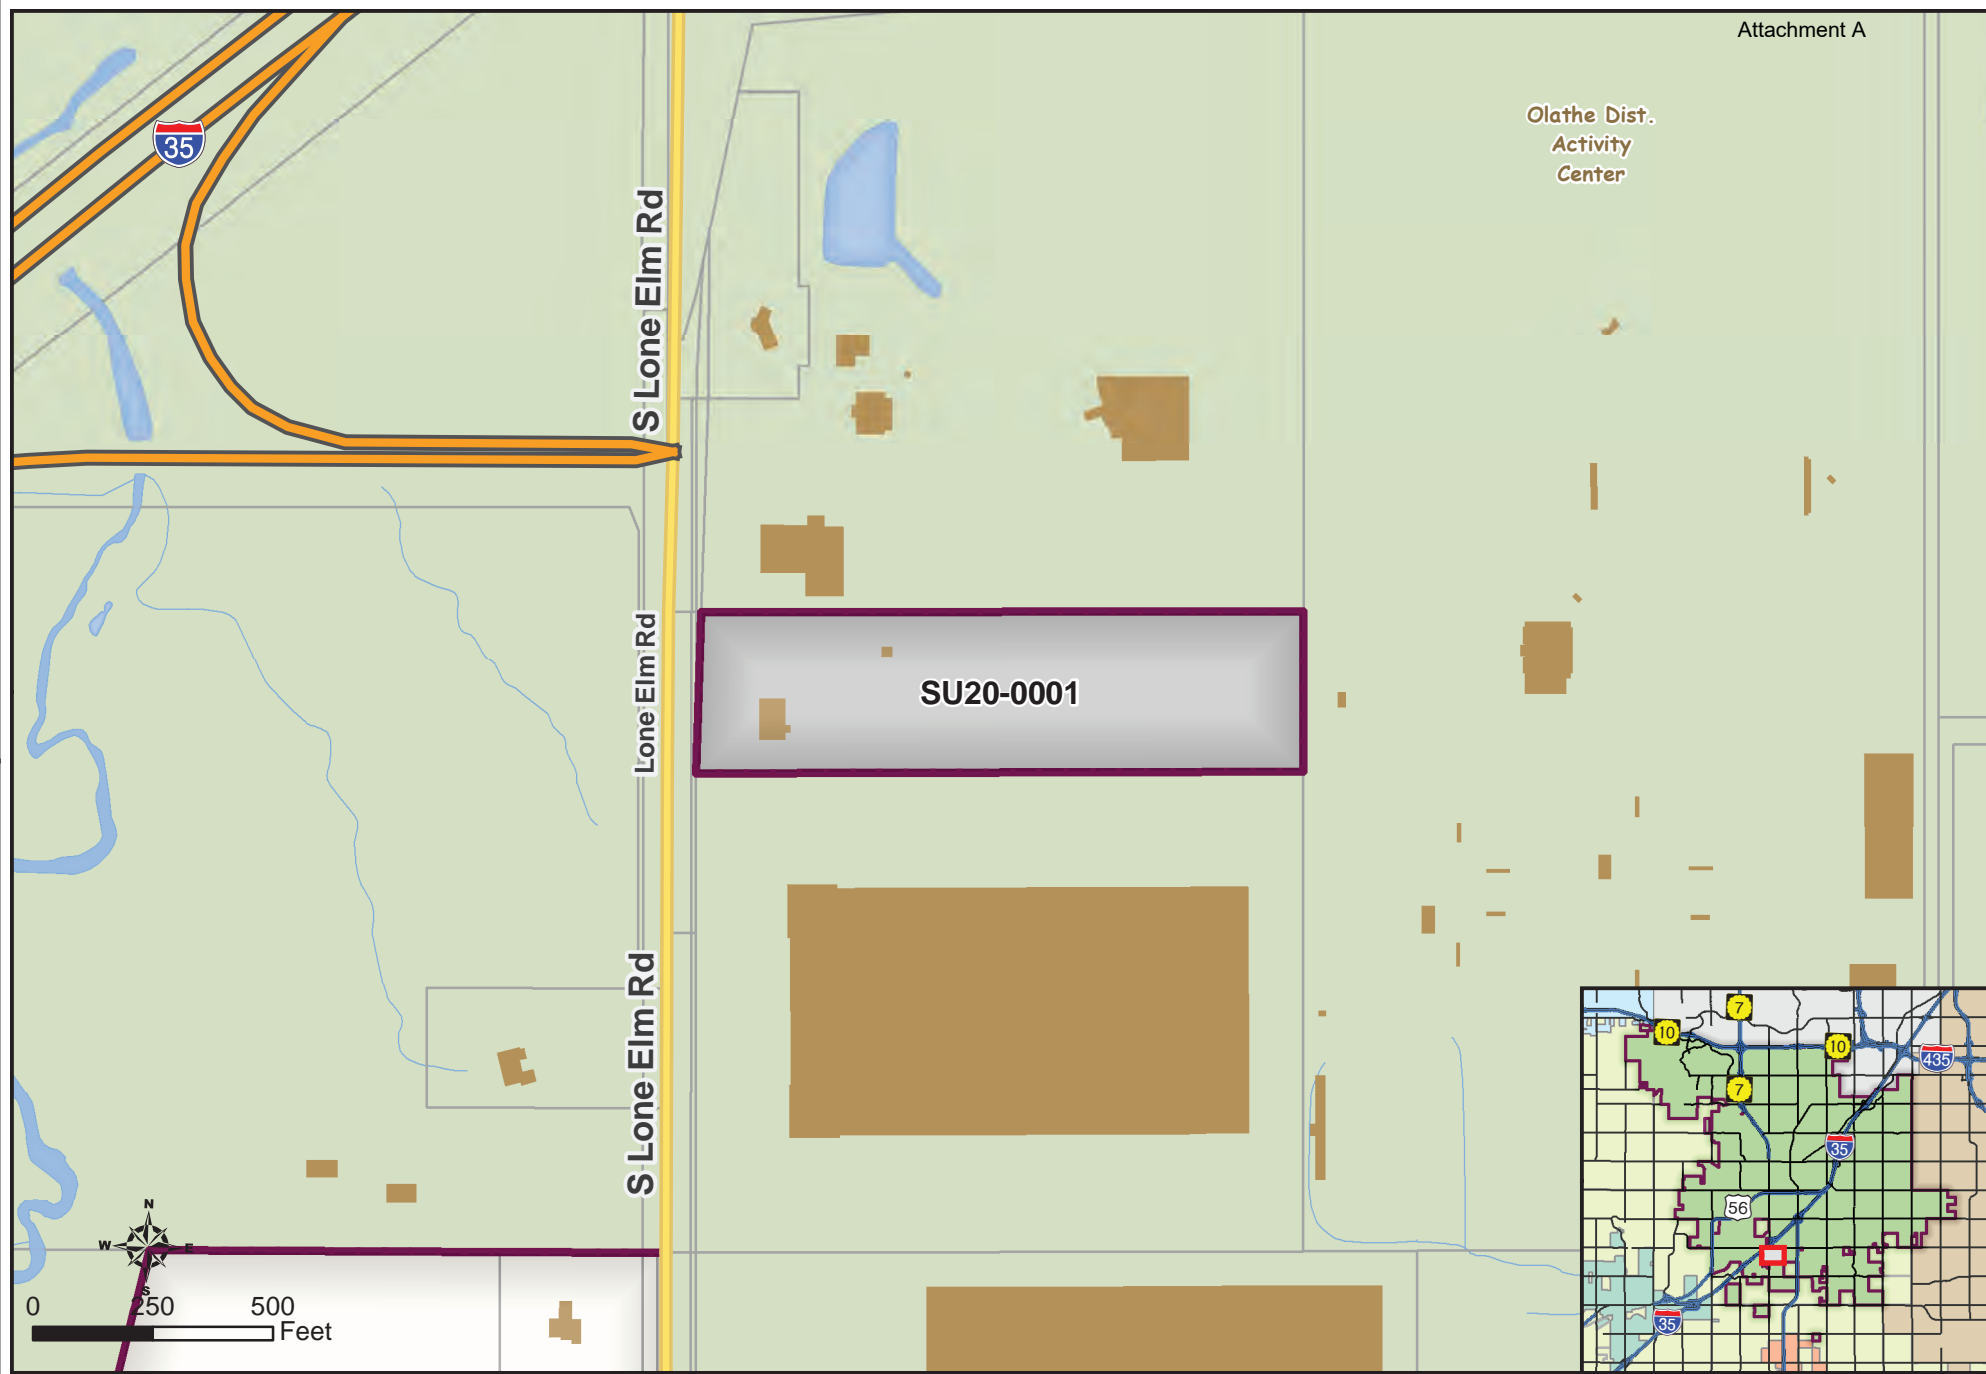 Attachment A
Olathe Dist.
Activity
Center
35
S Lone Elm Rd
Lone Elm Rd
SU20-0001
S Lone Elm Rd
N
W
E
S
0
250
500
Feet
7
10
10
435
7
35
56
35